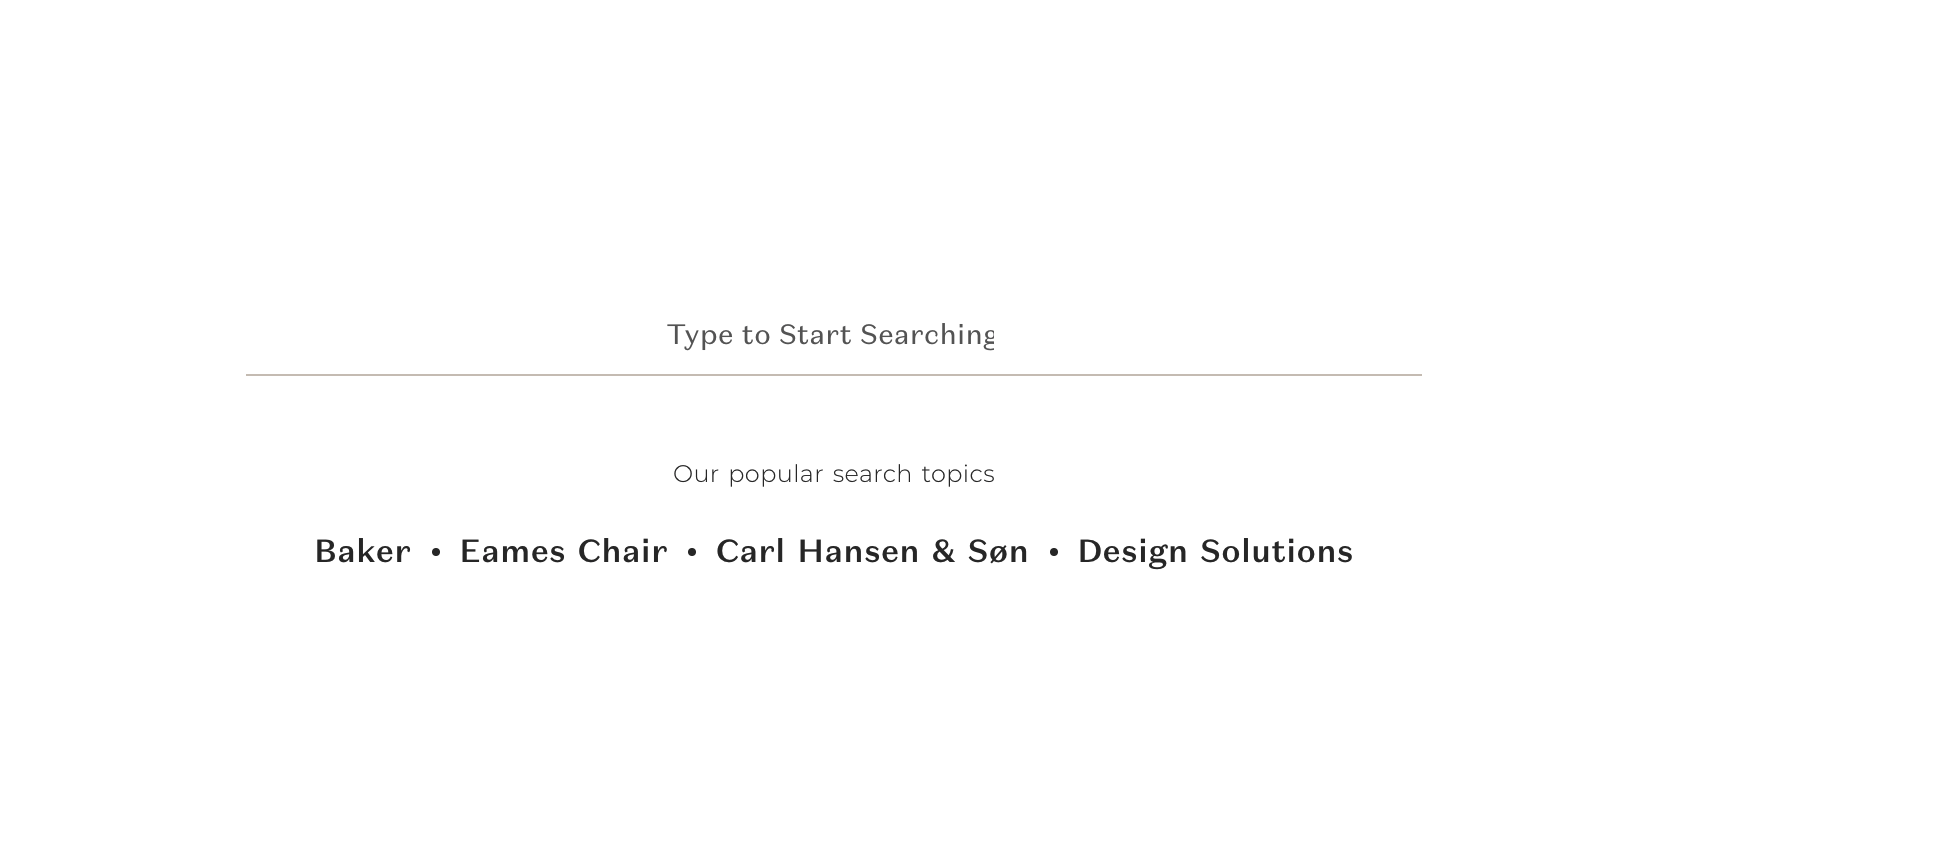 Type to Start Searching
Our popular search topics
Baker • Eames Chair • Carl Hansen & Søn • Design Solutions